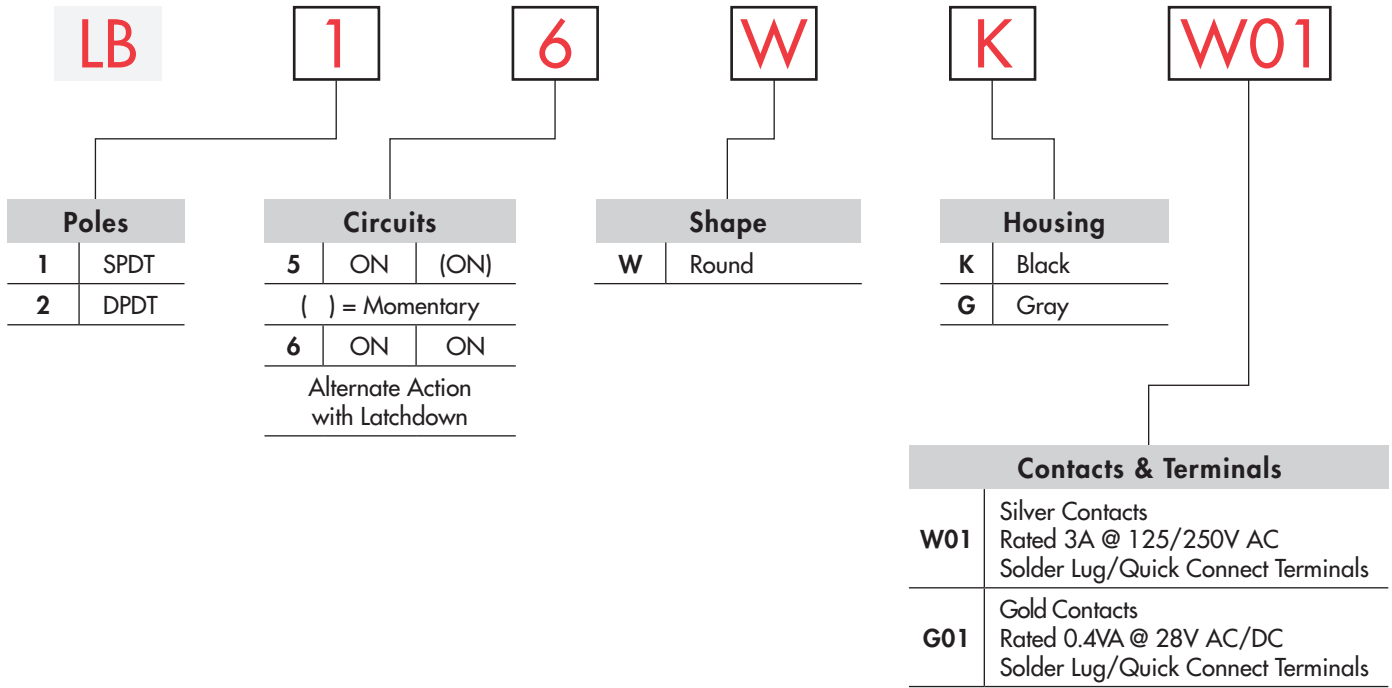 LB 1 6 W K W01
Poles
1 SPDT
2 DPDT
Circuits
5 ON (ON)
( ) = Momentary
6 ON ON
Alternate Action
with Latchdown
Shape
W Round
Housing
K Black
G Gray
Contacts & Terminals
W01
Silver Contacts
Rated 3A @ 125/250V AC
Solder Lug/Quick Connect Terminals
G01
Gold Contacts
Rated 0.4VA @ 28V AC/DC
Solder Lug/Quick Connect Terminals